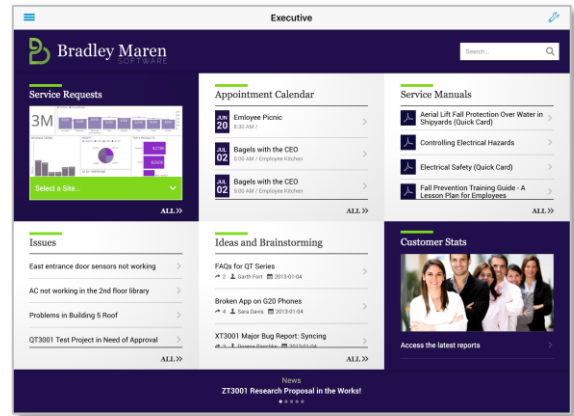 Executive
Bradley Maren
SOFTWARE
Search...
Service Requests
3M
Select a Site...
ALL »
Appointment Calendar
JUN 20 Emloyee Picnic
8:30 AM /
JUL 02 Bagels with the CEO
5:00 AM / Employee Kitchen
JUL 02 Bagels with the CEO
5:00 AM / Employee Kitchen
ALL »
Service Manuals
Aerial Lift Fall Protection Over Water in
Shipyards (Quick Card)
Controlling Electrical Hazards
Electrical Safety (Quick Card)
Fall Prevention Training Guide - A
Lesson Plan for Employees
ALL »
Issues
East entrance door sensors not working
AC not working in the 2nd floor library
Problems in Building 5 Roof
QT3001 Test Project in Need of Approval
ALL »
Ideas and Brainstorming
FAQs for QT Series
2 Garth Fort 2013-01-04
Broken App on G20 Phones
4 Sara Davis 2013-01-04
XT3001 Major Bug Report: Syncing
ALL »
Customer Stats
Access the latest reports
News
ZT3001 Research Proposal in the Works!